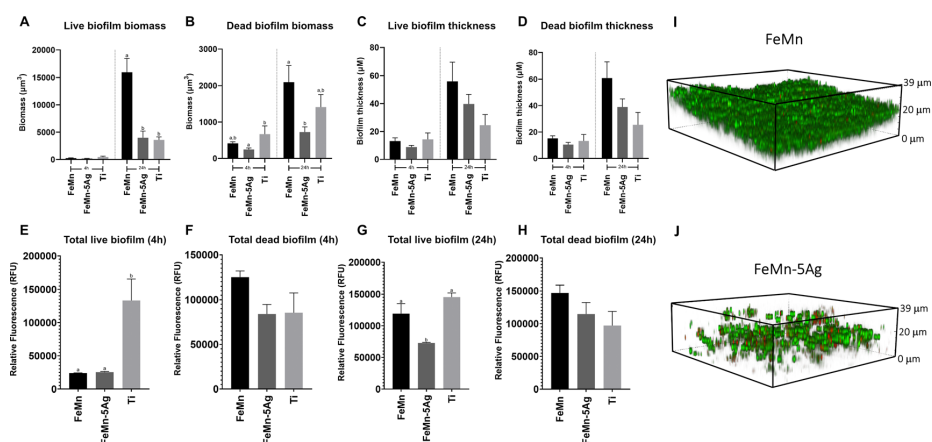 A Live biofilm biomass
Biomass (µm³)
20000
15000
10000
5000
0
a
b
b
4h
24h
FeMn
FeMn-5Ag
Ti
FeMn
FeMn-5Ag
Ti
B Dead biofilm biomass
Biomass (µm³)
3000
2000
1000
0
a,b
a
b
a
b
a,b
4h
24h
FeMn
FeMn-5Ag
Ti
FeMn
FeMn-5Ag
Ti
C Live biofilm thickness
Biofilm thickness (µM)
80
60
40
20
0
4h
24h
FeMn
FeMn-5Ag
Ti
FeMn
FeMn-5Ag
Ti
D Dead biofilm thickness
Biofilm thickness (µM)
80
60
40
20
0
4h
24h
FeMn
FeMn-5Ag
Ti
FeMn
FeMn-5Ag
Ti
I
FeMn
39 µm
20 µm
0 µm
E Total live biofilm (4h)
Relative Fluorescence (RFU)
200000
150000
100000
50000
0
a
a
b
FeMn
FeMn-5Ag
Ti
F Total dead biofilm (4h)
Relative Fluorescence (RFU)
150000
100000
50000
0
FeMn
FeMn-5Ag
Ti
G Total live biofilm (24h)
Relative Fluorescence (RFU)
200000
150000
100000
50000
0
a
b
a
FeMn
FeMn-5Ag
Ti
H Total dead biofilm (24h)
Relative Fluorescence (RFU)
200000
150000
100000
50000
0
FeMn
FeMn-5Ag
Ti
J
FeMn-5Ag
39 µm
20 µm
0 µm